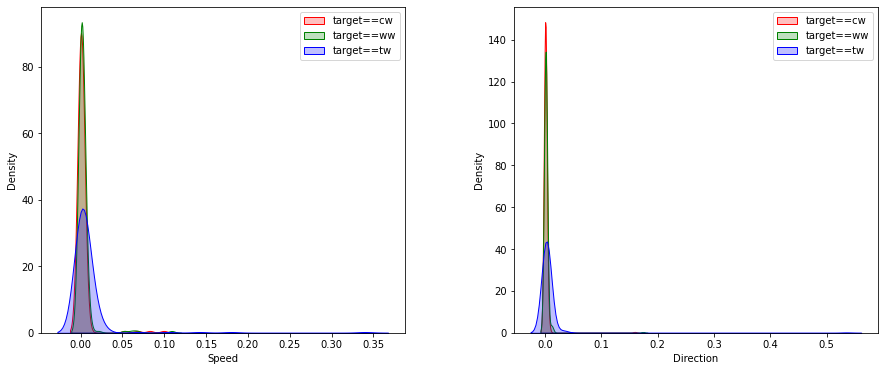 target==cw
target==ww
target==tw
Density
80
60
40
20
0
0.00 0.05 0.10 0.15 0.20 0.25 0.30 0.35
Speed
target==cw
target==ww
target==tw
Density
140
120
100
80
60
40
20
0
0.0 0.1 0.2 0.3 0.4 0.5
Direction